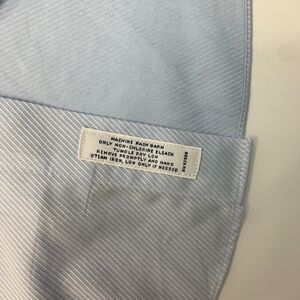 MACHINE WASH WARM
ONLY NON-CHLORINE BLEACH
TUMBLE DRY LOW
REMOVE PROMPTLY AND HANG
STEAM IRON, LOW ONLY IF NEEDED